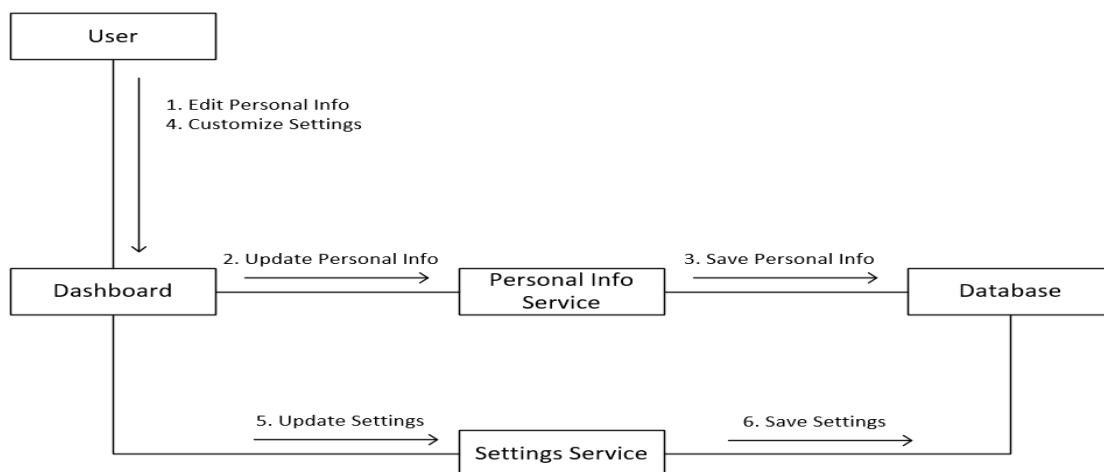 User
1. Edit Personal Info
4. Customize Settings
2. Update Personal Info
3. Save Personal Info
Dashboard
Personal Info
Service
Database
5. Update Settings
6. Save Settings
Settings Service